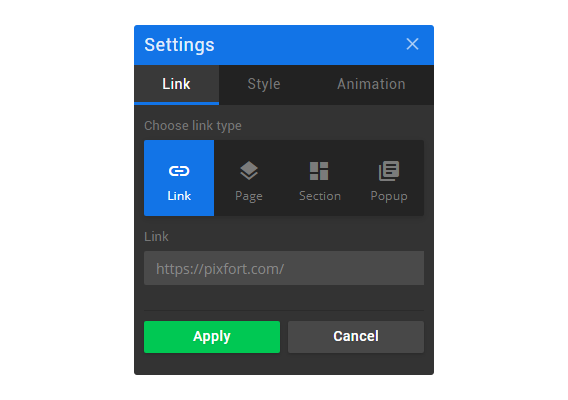 Settings
Link Style Animation
Choose link type
Link Page Section Popup
Link
https://pixfort.com/
Apply Cancel